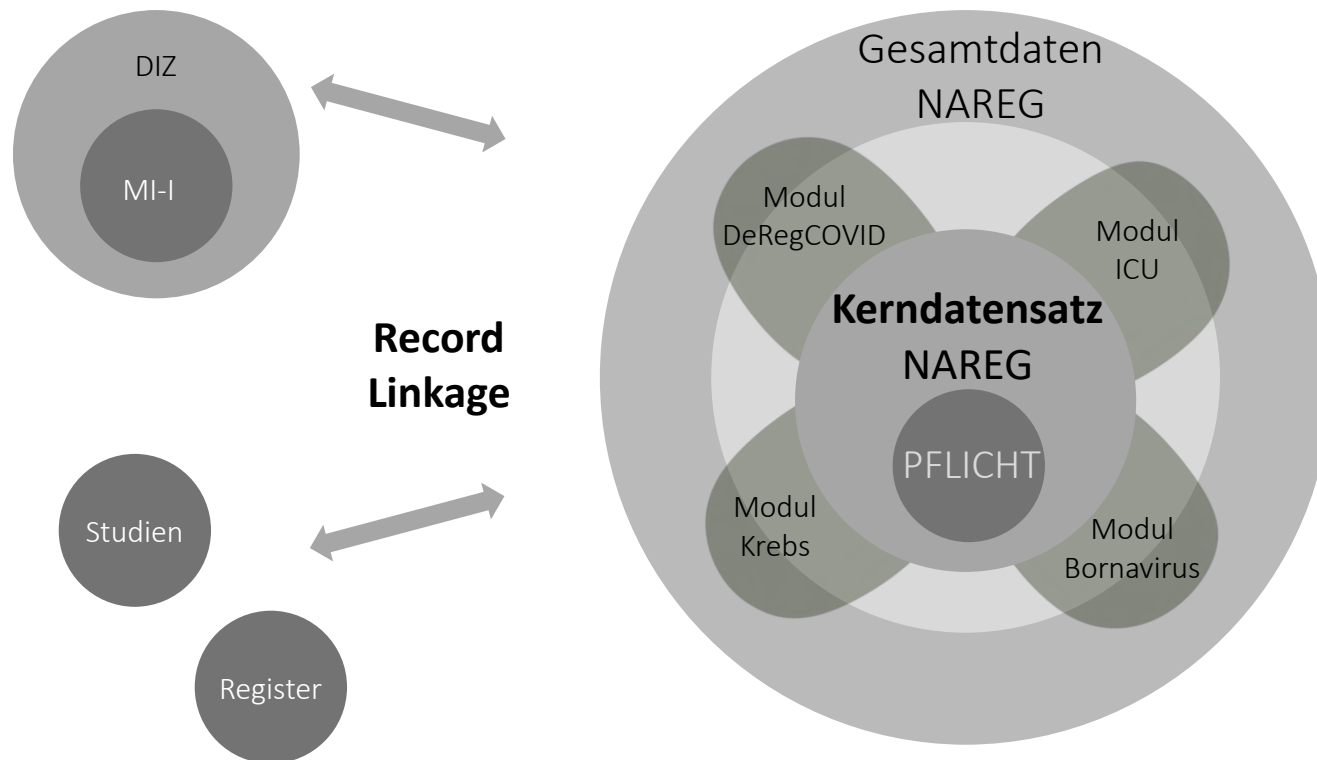 DIZ
MI-I
Record
Linkage
Studien
Register
Gesamtdaten
NAREG
Modul
DeRegCOVID
Modul
ICU
Kerndatensatz
NAREG
PFLICHT
Modul
Krebs
Modul
Bornavirus